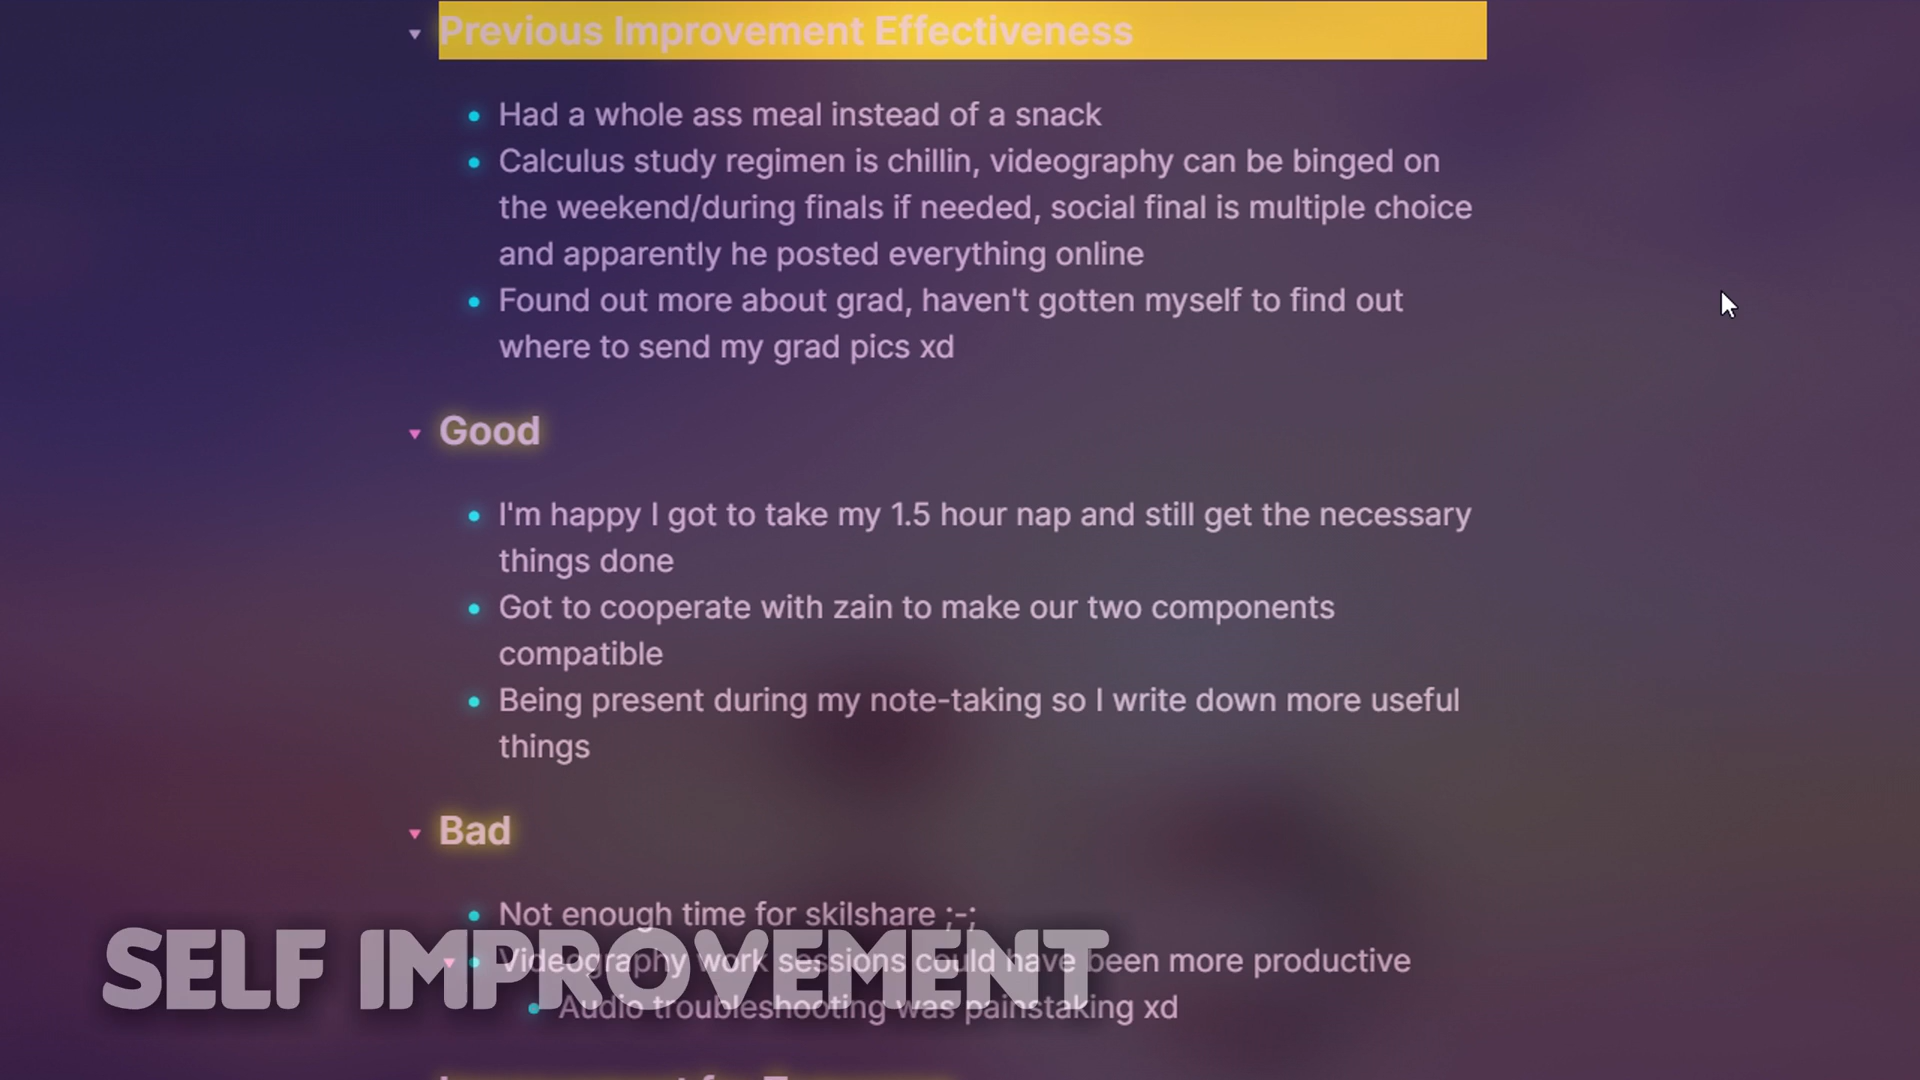 Previous Improvement Effectiveness
Had a whole ass meal instead of a snack
Calculus study regimen is chillin, videography can be binged on
the weekend/during finals if needed, social final is multiple choice
and apparently he posted everything online
Found out more about grad, haven't gotten myself to find out
where to send my grad pics xd
Good
I'm happy I got to take my 1.5 hour nap and still get the necessary
things done
Got to cooperate with zain to make our two components
compatible
Being present during my note-taking so I write down more useful
things
Bad
Not enough time for skilshare ;-;
Videography work sessions could have been more productive
Audio troubleshooting was painstaking xd
SELF IMPROVEMENT